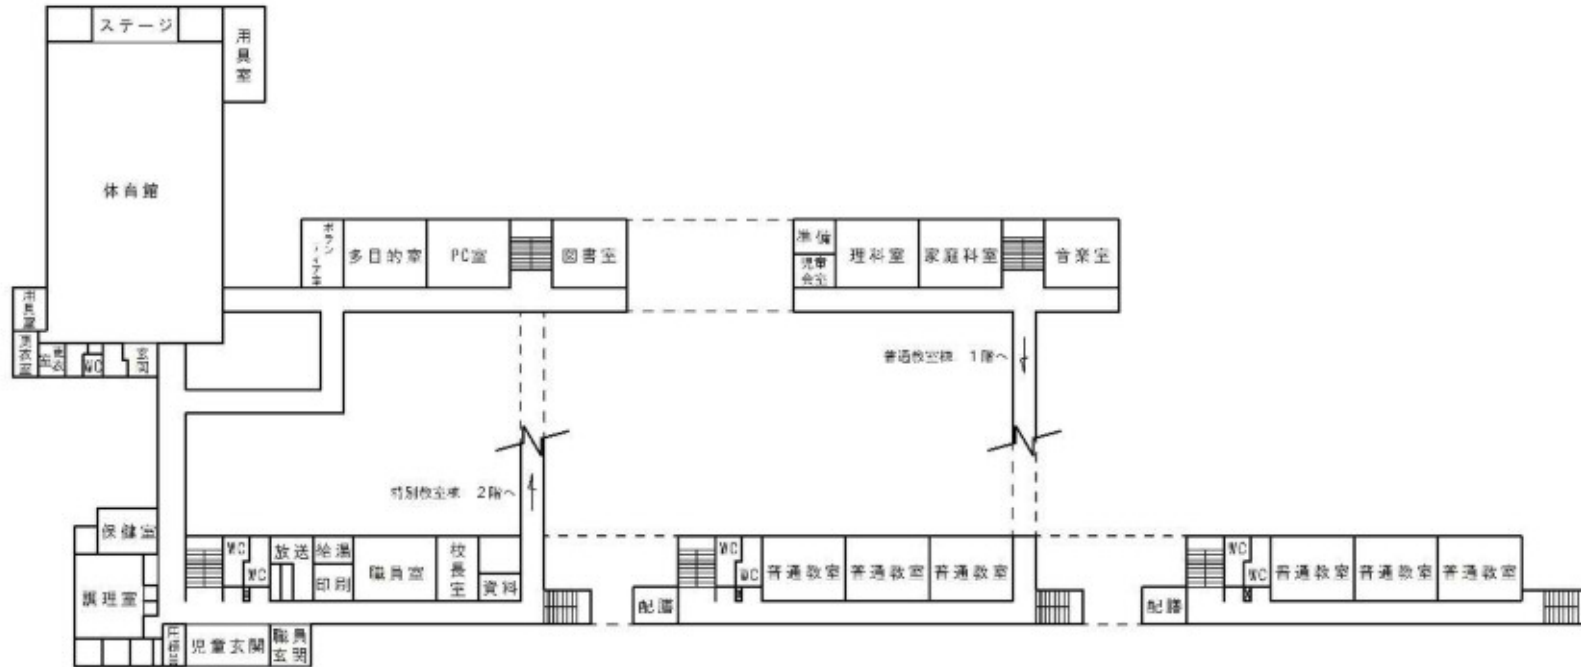 ステージ
用具室
体育館
用具室
更衣室
更衣室
WC
玄関
ボランティア室
多目的室
PC室
図書室
準備
児童会室
理科室
家庭科室
音楽室
普通教室棟 1階へ
特別教室棟 2階へ
保健室
調理室
WC
WC
放送
給湯
印刷
職員室
校長室
資料
児童玄関
職員玄関
配膳
WC
WC
普通教室
普通教室
普通教室
配膳
WC
WC
普通教室
普通教室
普通教室